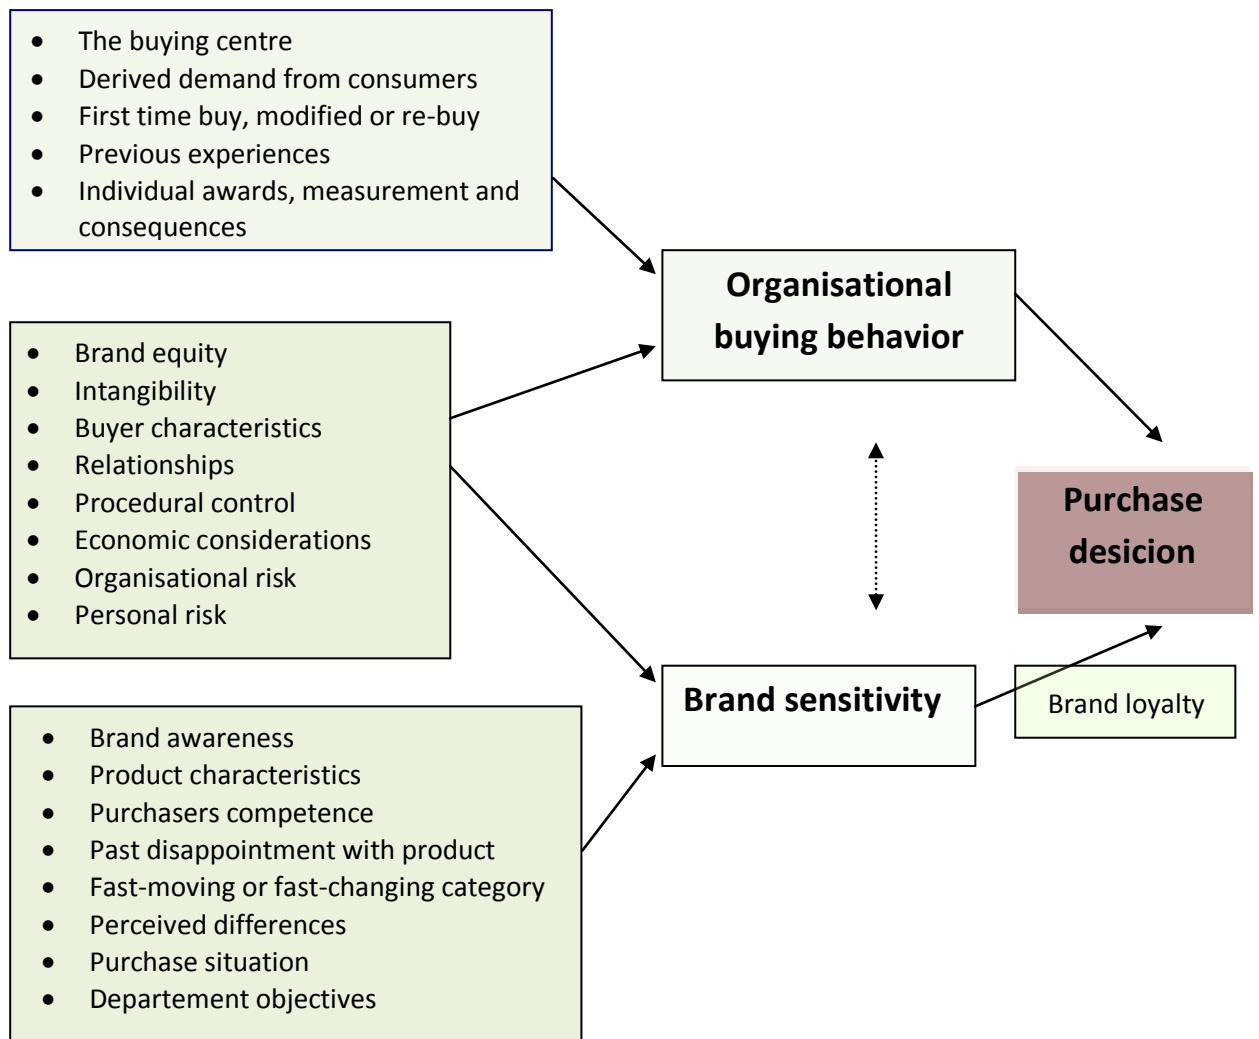 • The buying centre
• Derived demand from consumers
• First time buy, modified or re-buy
• Previous experiences
• Individual awards, measurement and
consequences
Organisational
buying behavior
• Brand equity
• Intangibility
• Buyer characteristics
• Relationships
• Procedural control
• Economic considerations
• Organisational risk
• Personal risk
Purchase
desicion
Brand sensitivity
Brand loyalty
• Brand awareness
• Product characteristics
• Purchasers competence
• Past disappointment with product
• Fast-moving or fast-changing category
• Perceived differences
• Purchase situation
• Departement objectives